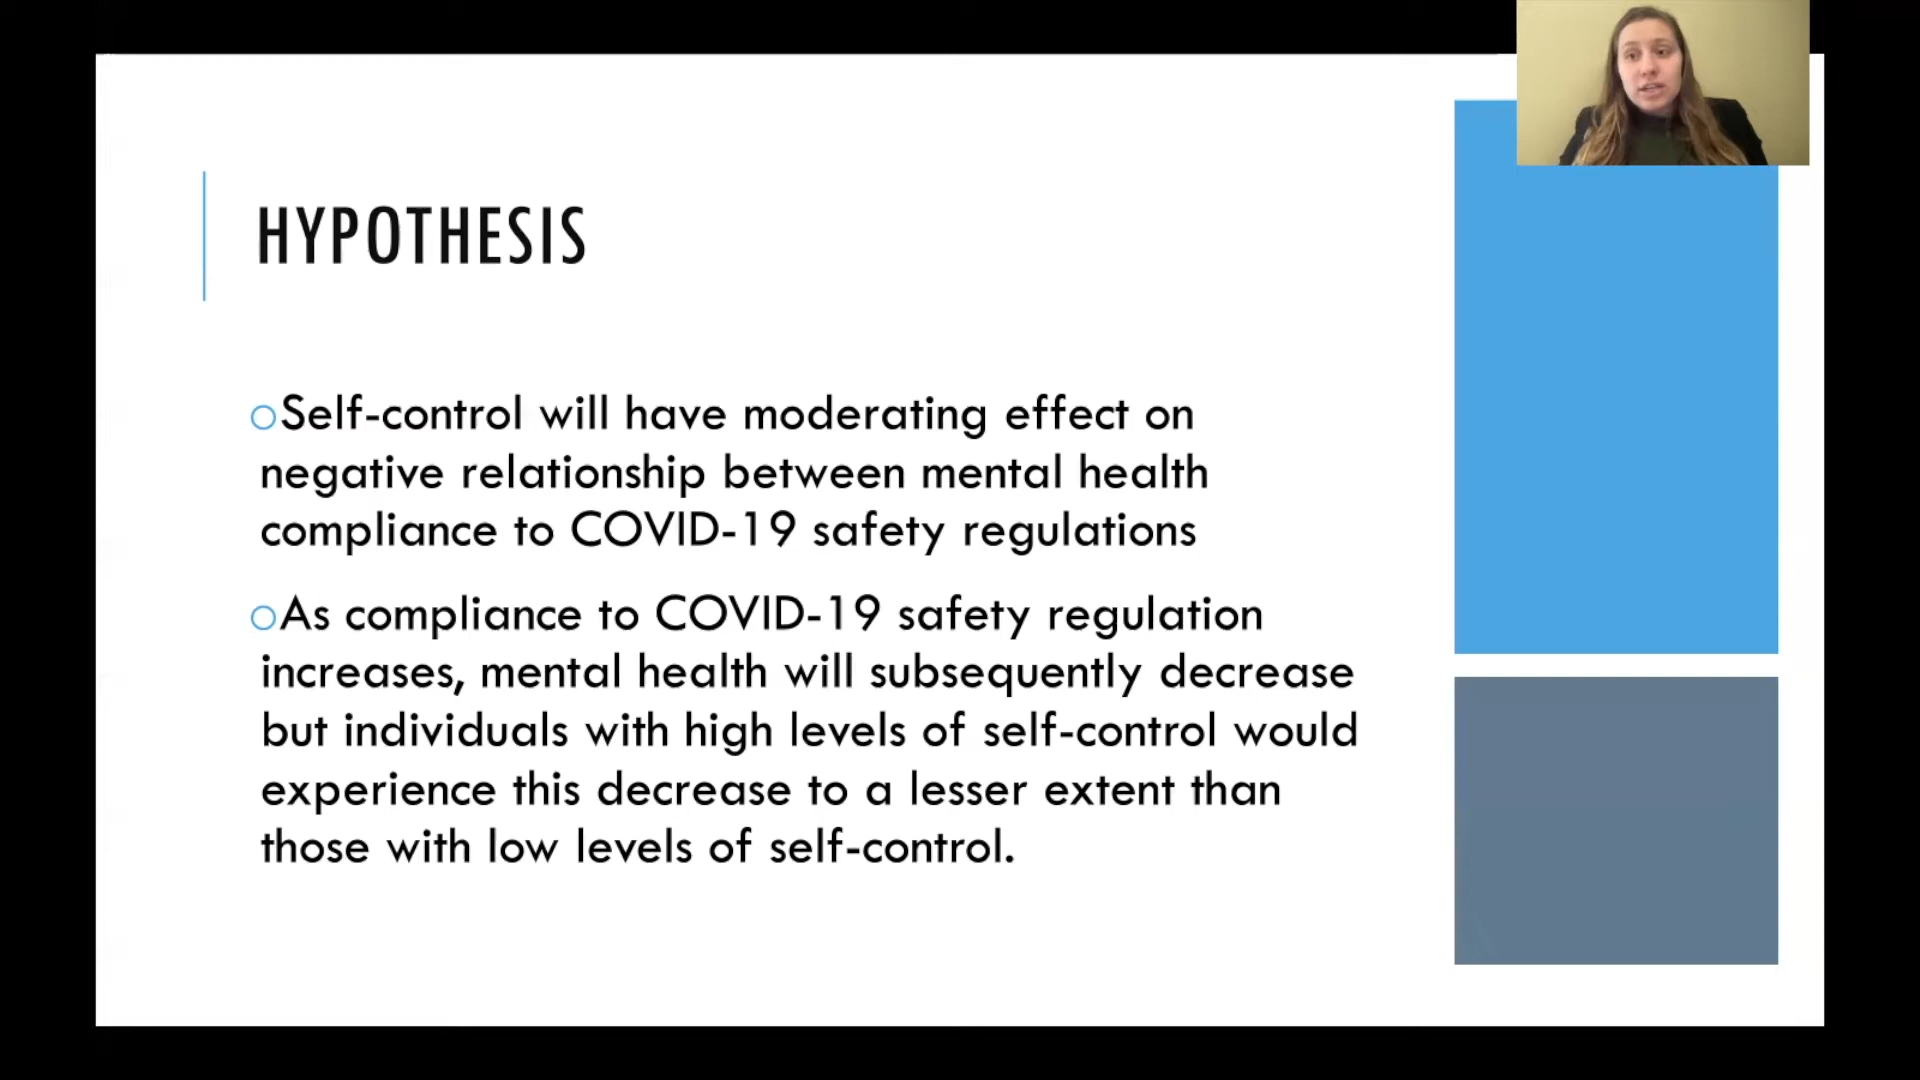 HYPOTHESIS
Self-control will have moderating effect on
negative relationship between mental health
compliance to COVID-19 safety regulations
As compliance to COVID-19 safety regulation
increases, mental health will subsequently decrease
but individuals with high levels of self-control would
experience this decrease to a lesser extent than
those with low levels of self-control.